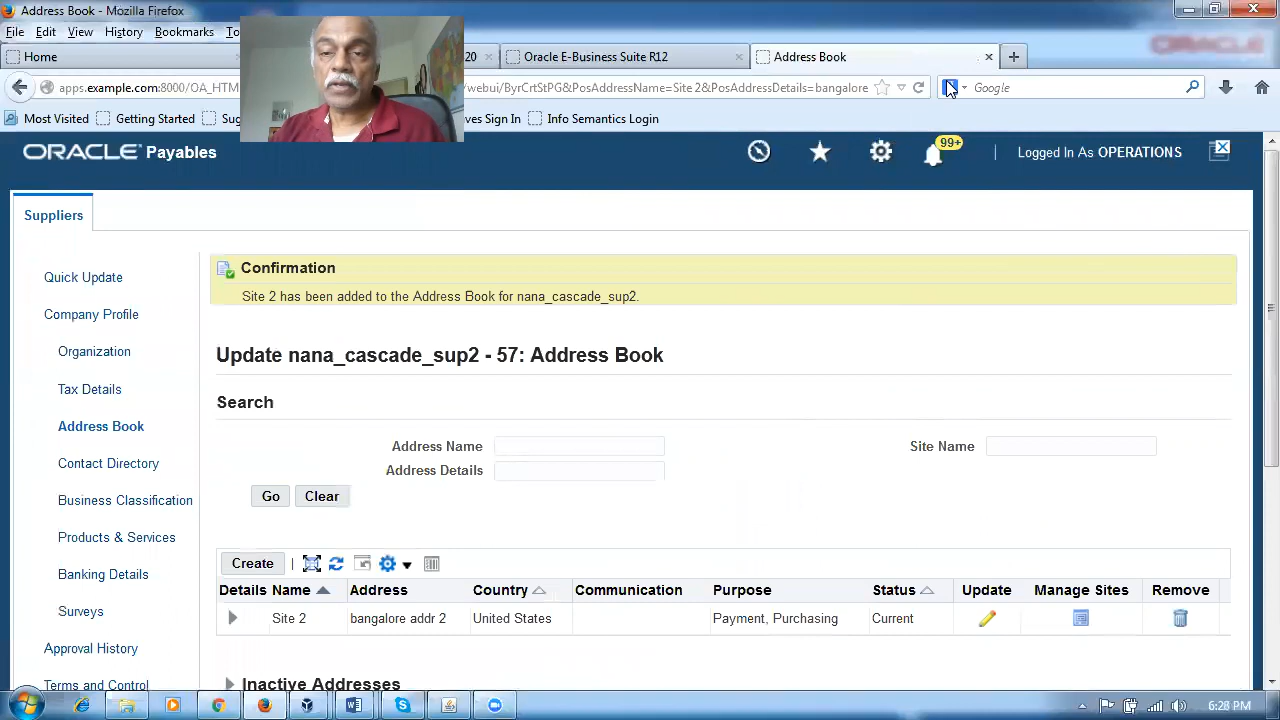 Address Book - Mozilla Firefox
File Edit View History Bookmarks To
Home 20 Oracle E-Business Suite R12 Address Book
apps.example.com:8000/OA_HTM webui/ByrCrtStPG&PosAddressName=Site 2&PosAddressDetails=bangalore Google
Most Visited Getting Started ves Sign In Info Semantics Corporation
ORACLE Payables 99+ Logged In As OPERATIONS
Suppliers
Quick Update
Company Profile
Organization
Tax Details
Address Book
Contact Directory
Business Classification
Products & Services
Banking Details
Surveys
Approval History
Terms and Control
Confirmation
Site 2 has been added to the Address Book for nana_cascade_sup2.
Update nana_cascade_sup2 - 57: Address Book
Search
Address Name Site Name
Address Details
Go Clear
Create
Details Name Address Country Communication Purpose Status Update Manage Sites Remove
Site 2 bangalore addr 2 United States Payment, Purchasing Current
Inactive Addresses
6:28 PM